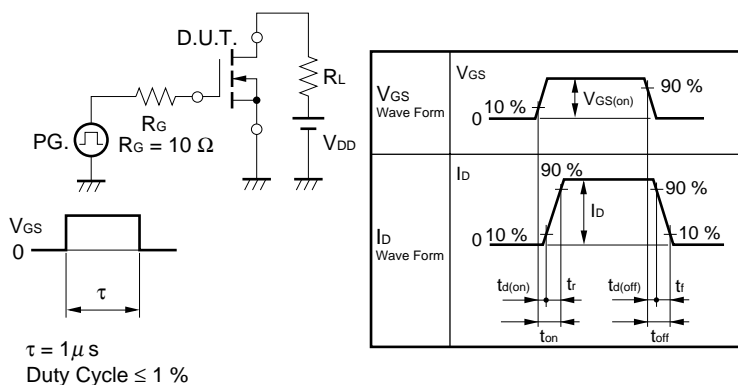 D.U.T.
RL
RG
PG.
RG = 10 Ω
VDD
VGS
0
τ
τ = 1μ s
Duty Cycle ≤ 1 %
VGS
Wave Form
VGS
10 %
0
VGS(on)
90 %
ID
Wave Form
ID
90 %
90 %
0
10 %
ID
10 %
td(on)
tr
td(off)
tf
ton
toff